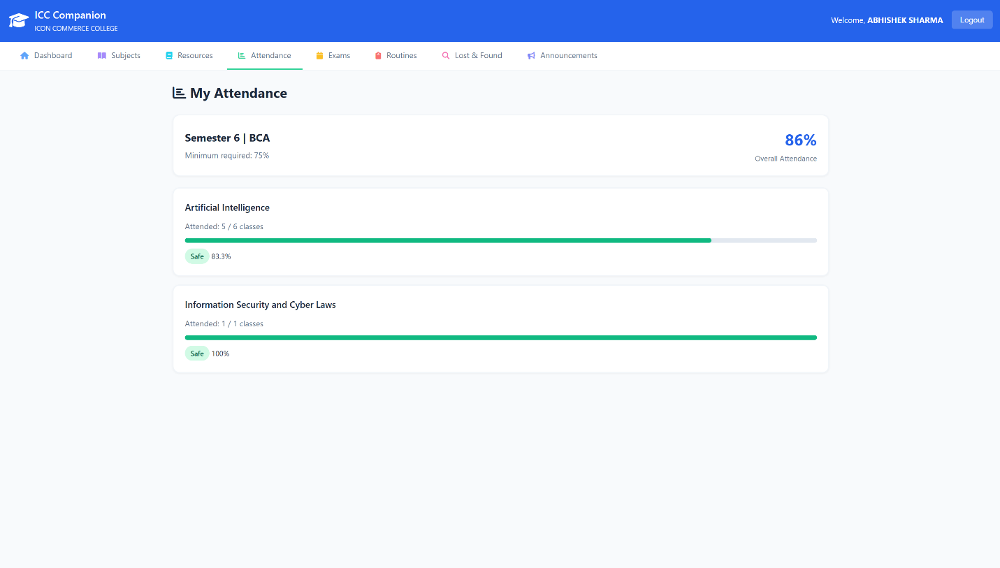 ICC Companion
ICON COMMERCE COLLEGE
Welcome, ABHISHEK SHARMA
Logout
Dashboard
Subjects
Resources
Attendance
Exams
Routines
Lost & Found
Announcements
My Attendance
Semester 6 | BCA
Minimum required: 75%
86%
Overall Attendance
Artificial Intelligence
Attended: 5 / 6 classes
Safe 83.3%
Information Security and Cyber Laws
Attended: 1 / 1 classes
Safe 100%